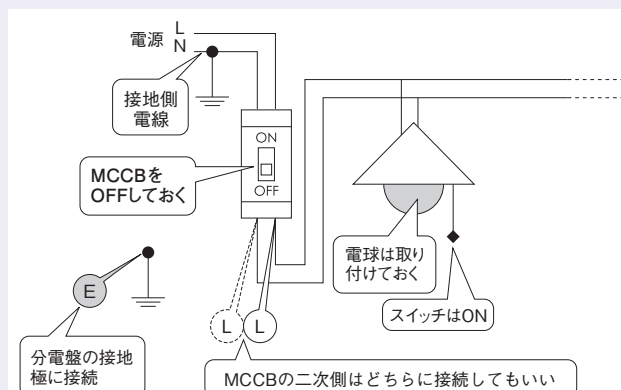 電源
L
N
接地側
電線
ON
OFF
MCCBを
OFFしておく
電球は取り
付けておく
スイッチはON
E
L
L
分電盤の接地
極に接続
MCCBの二次側はどちらに接続してもいい